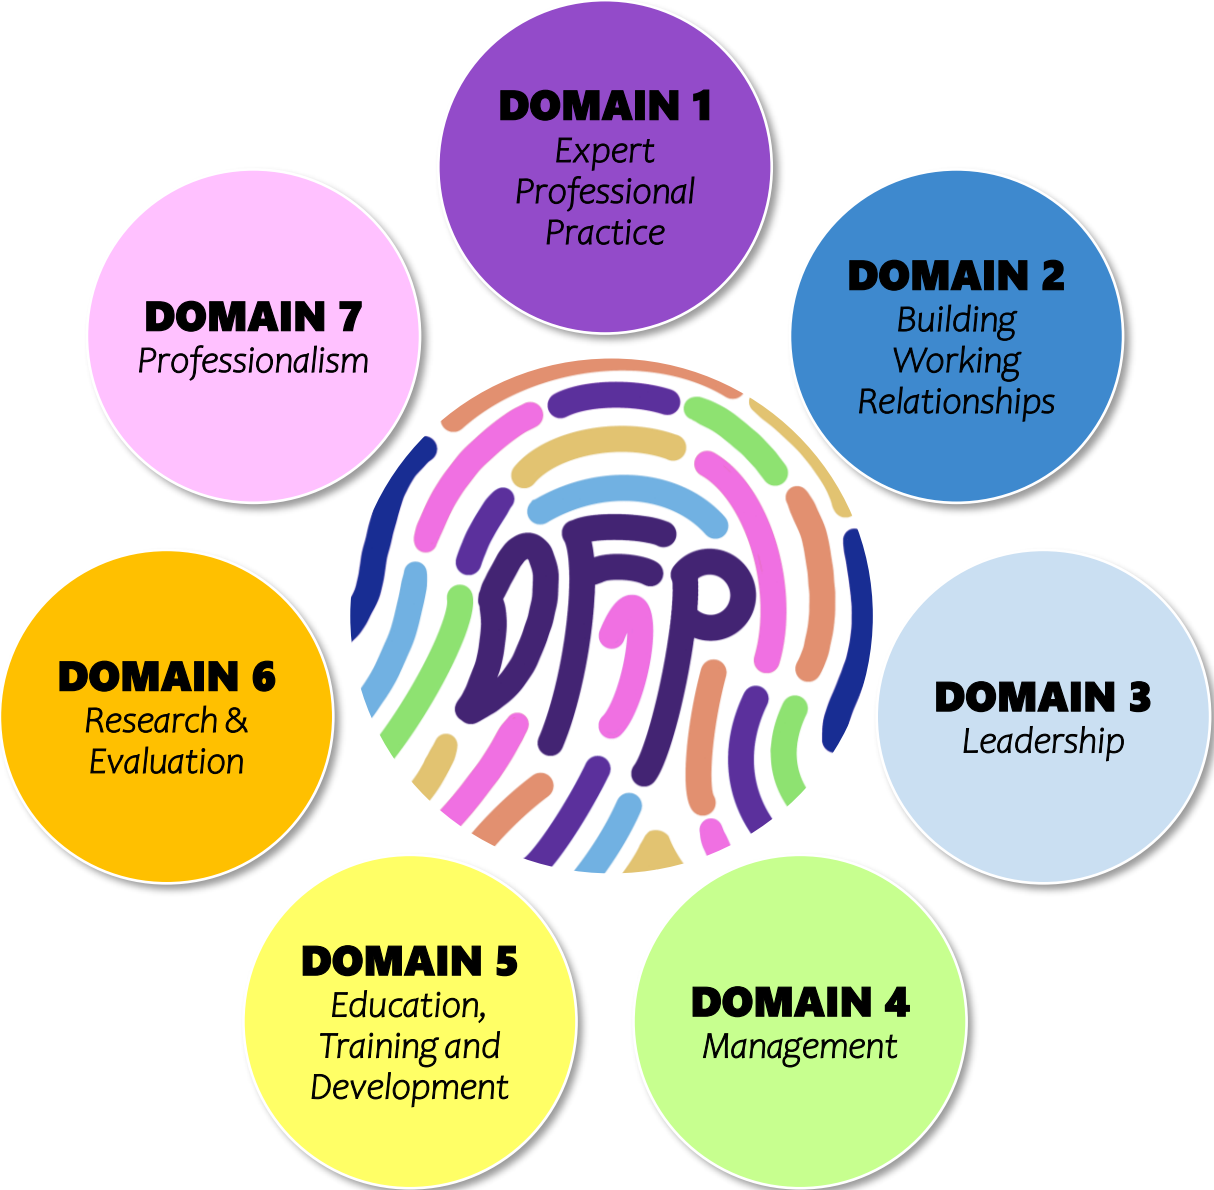 DOMAIN 1
Expert
Professional
Practice
DOMAIN 2
Building
Working
Relationships
DOMAIN 3
Leadership
DOMAIN 4
Management
DOMAIN 5
Education,
Training and
Development
DOMAIN 6
Research &
Evaluation
DOMAIN 7
Professionalism
DFP